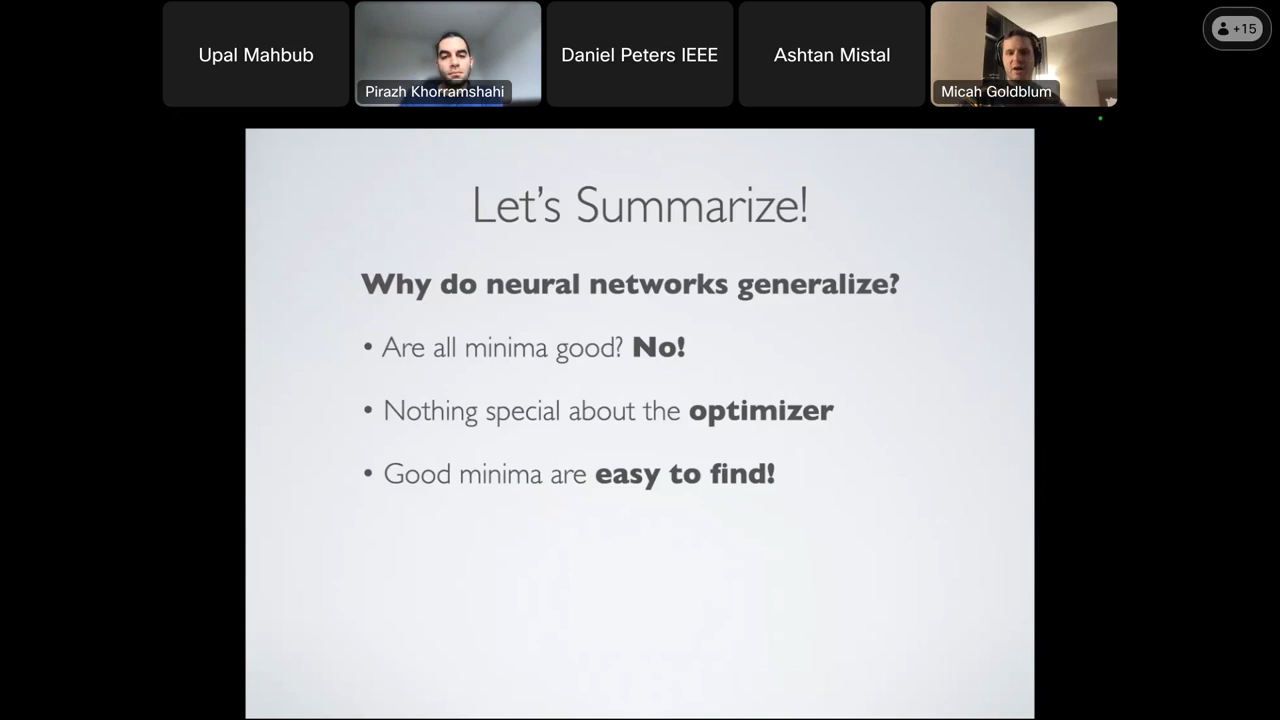 Upal Mahbub
Pirazh Khorramshahi
Daniel Peters IEEE
Ashtan Mistal
Micah Goldblum
+15
Let's Summarize!
Why do neural networks generalize?
• Are all minima good? No!
• Nothing special about the optimizer
• Good minima are easy to find!